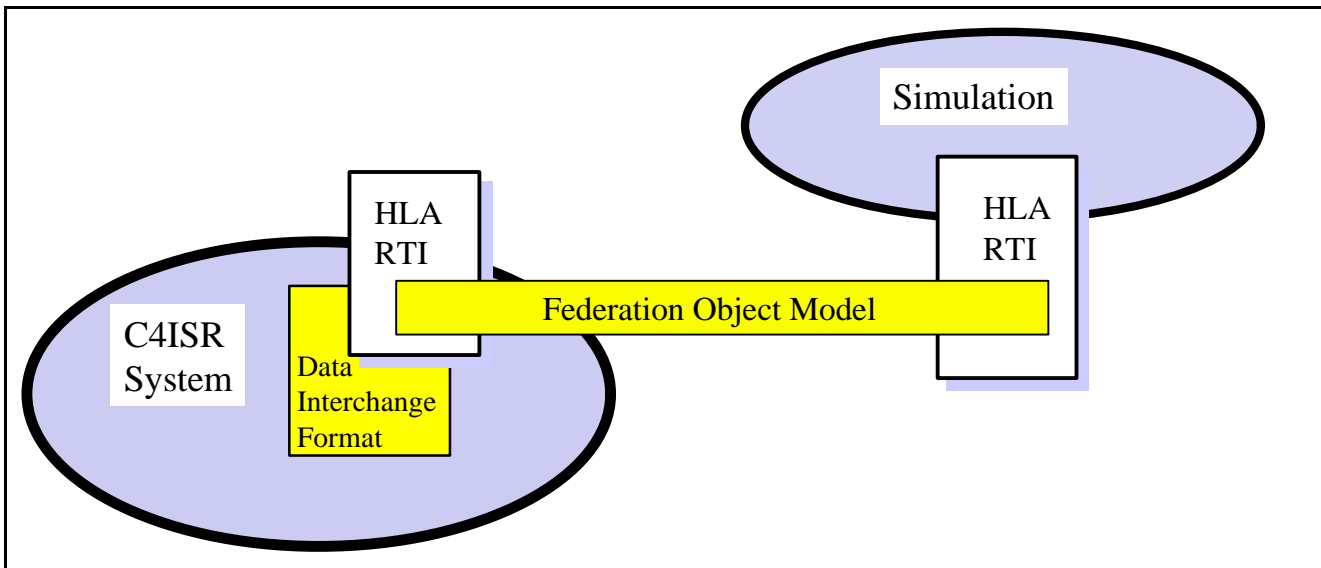 Simulation
HLA
RTI
HLA
RTI
Federation Object Model
C4ISR
System
Data
Interchange
Format